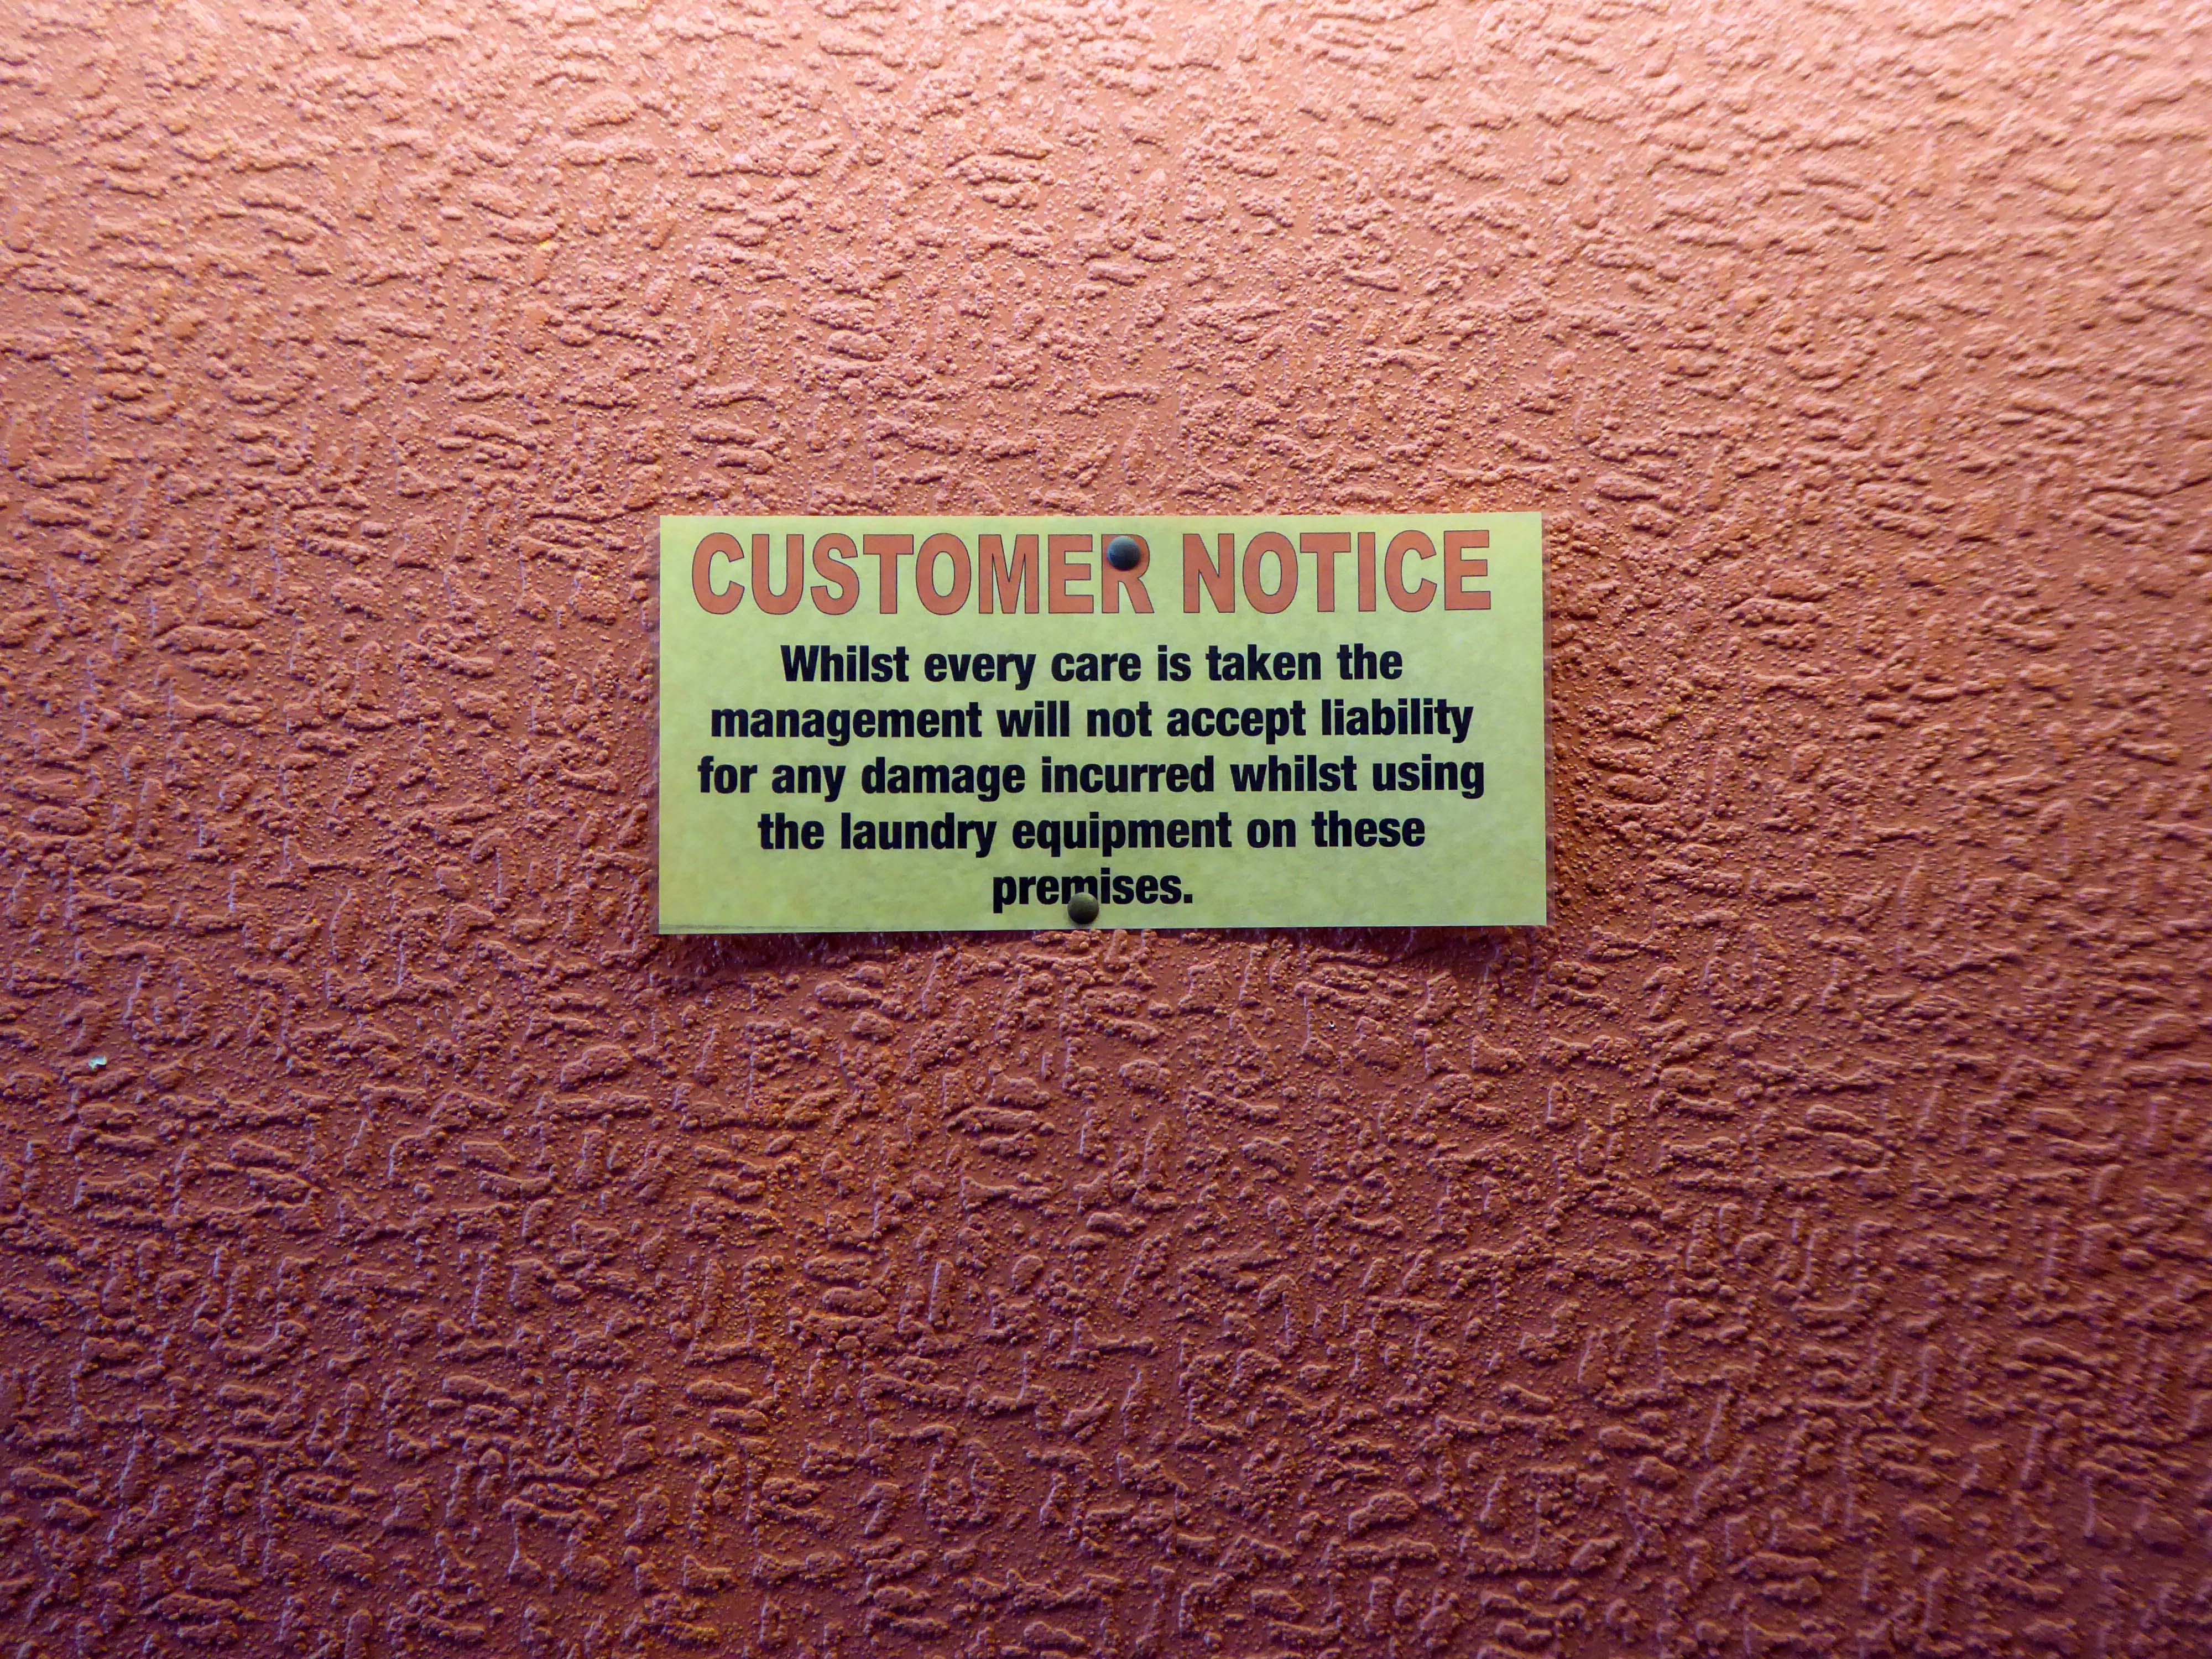 CUSTOMER NOTICE
Whilst every care is taken the
management will not accept liability
for any damage incurred whilst using
the laundry equipment on these
premises.